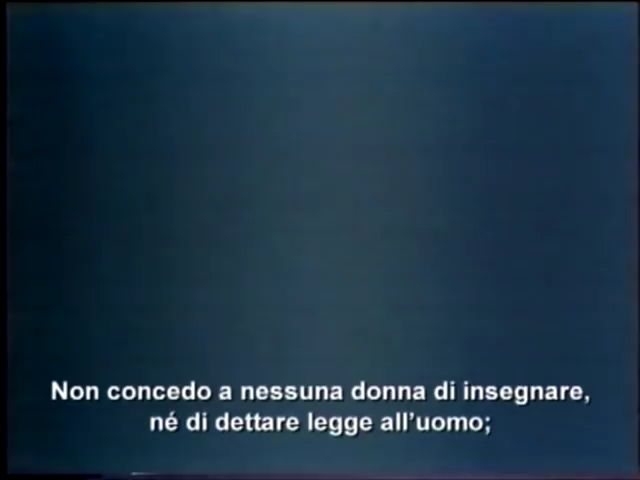 Non concedo a nessuna donna di insegnare,
né di dettare legge all'uomo;